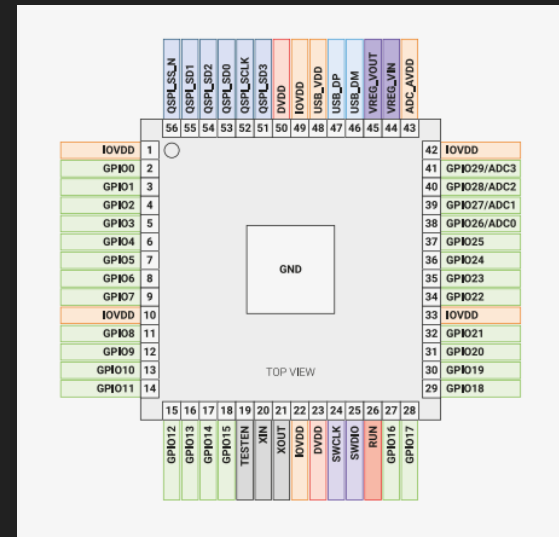 QSPI_SS_N
QSPI_SD1
QSPI_SD2
QSPI_SD0
QSPI_SCLK
QSPI_SD3
DVDD
IOVDD
USB_VDD
USB_DP
USB_DM
VREG_VOUT
VREG_VIN
ADC_AVDD
56 55 54 53 52 51 50 49 48 47 46 45 44 43
IOVDD 1
GPIO0 2
GPIO1 3
GPIO2 4
GPIO3 5
GPIO4 6
GPIO5 7
GPIO6 8
GPIO7 9
IOVDD 10
GPIO8 11
GPIO9 12
GPIO10 13
GPIO11 14
GND
TOP VIEW
42 IOVDD
41 GPIO29/ADC3
40 GPIO28/ADC2
39 GPIO27/ADC1
38 GPIO26/ADC0
37 GPIO25
36 GPIO24
35 GPIO23
34 GPIO22
33 IOVDD
32 GPIO21
31 GPIO20
30 GPIO19
29 GPIO18
15 16 17 18 19 20 21 22 23 24 25 26 27 28
GPIO12
GPIO13
GPIO14
GPIO15
TESTEN
XIN
XOUT
IOVDD
DVDD
SWCLK
SWDIO
RUN
GPIO16
GPIO17